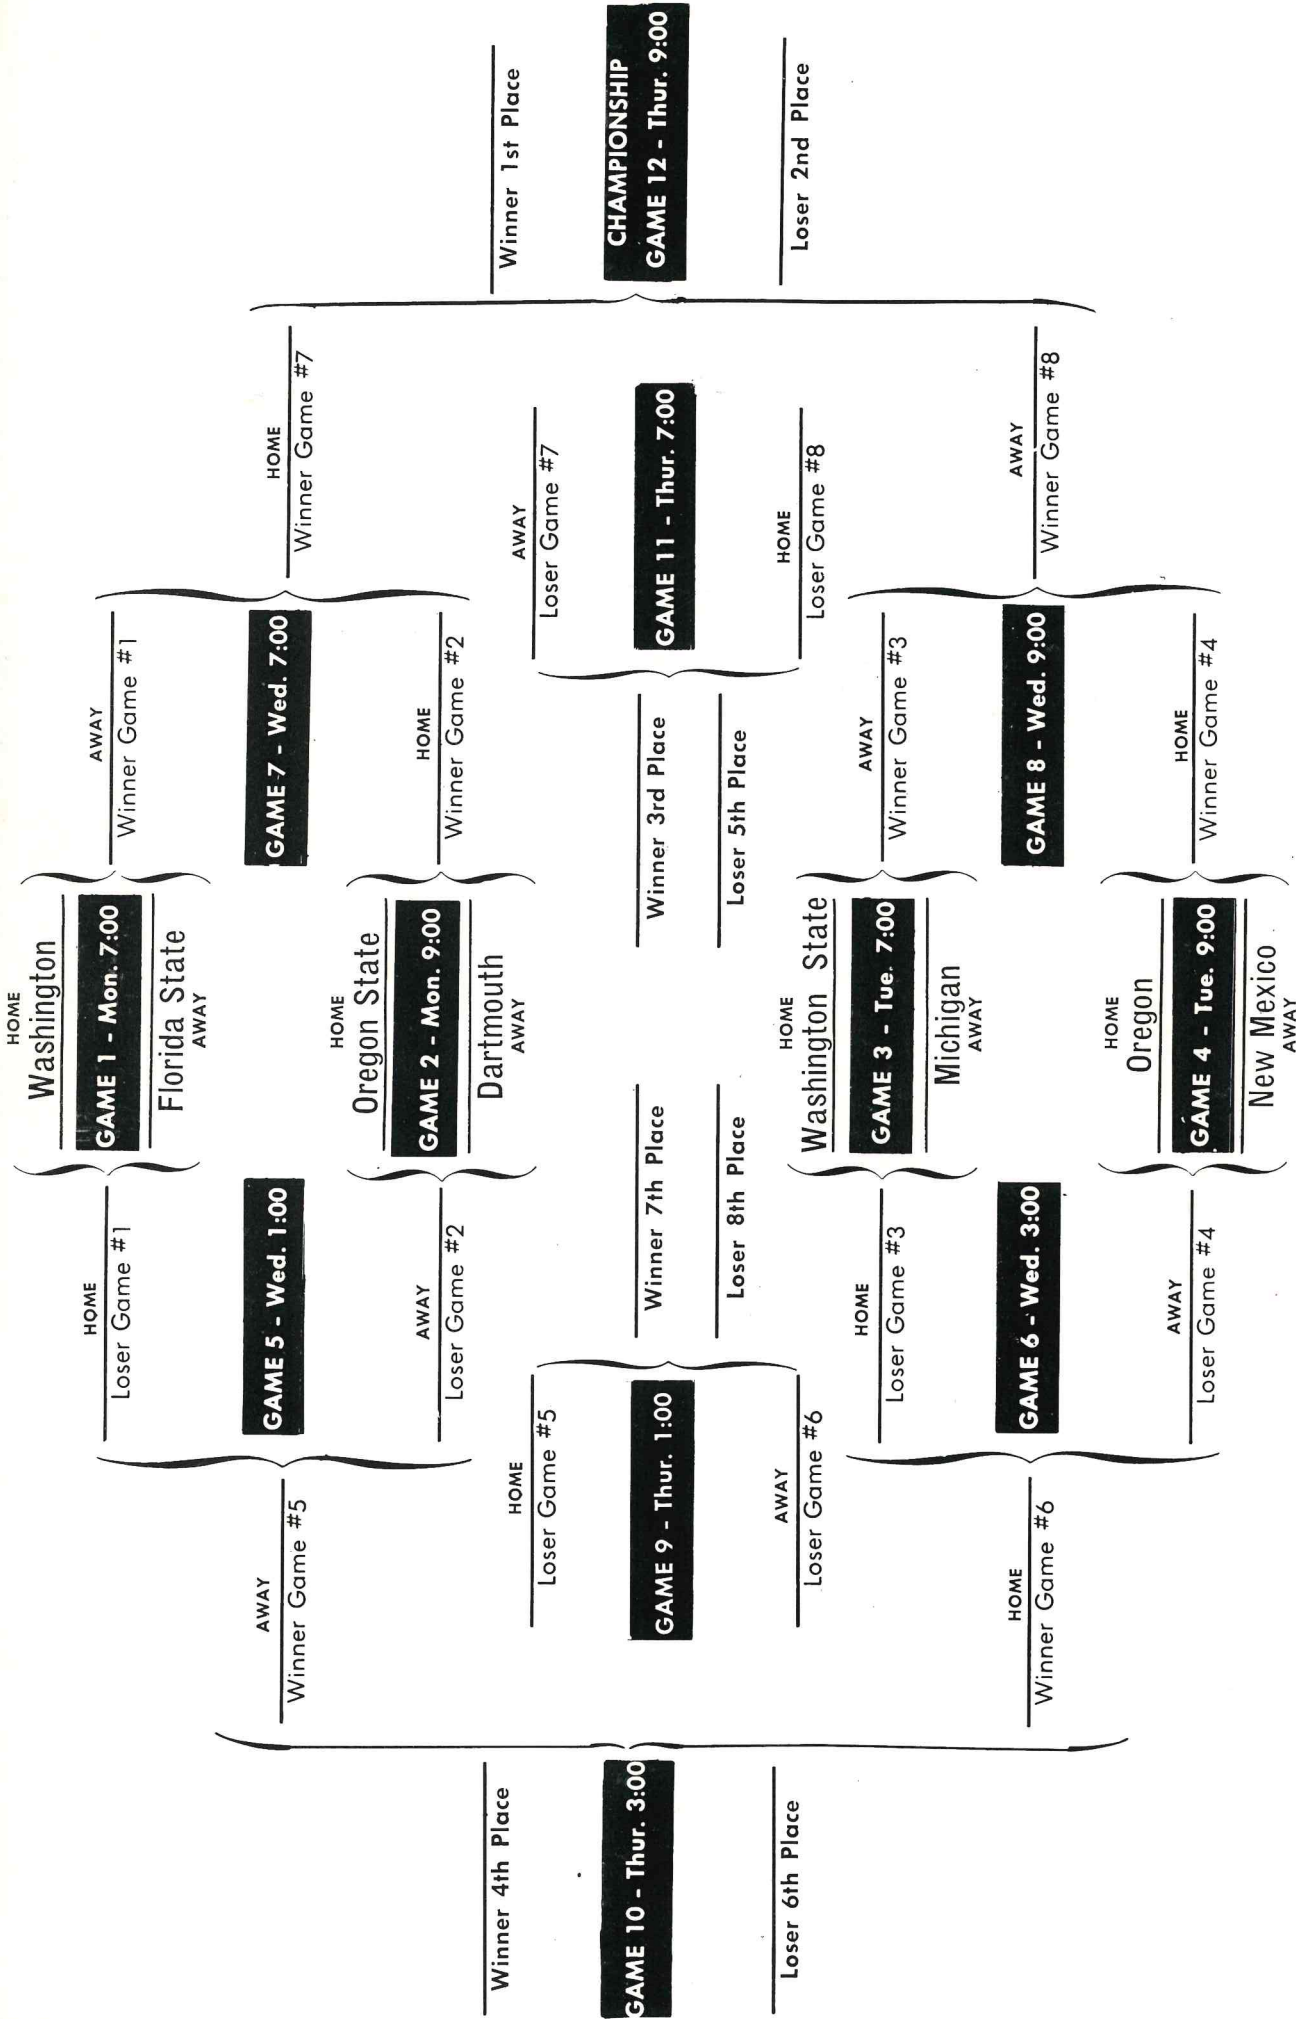 HOME
Washington
GAME 1 - Mon. 7:00
Florida State
AWAY
HOME
Oregon State
GAME 2 - Mon. 9:00
Dartmouth
AWAY
HOME
Washington State
GAME 3 - Tue. 7:00
Michigan
AWAY
HOME
Oregon
GAME 4 - Tue. 9:00
New Mexico
AWAY
HOME
Loser Game #1
GAME 5 - Wed. 1:00
AWAY
Loser Game #2
HOME
Loser Game #3
GAME 6 - Wed. 3:00
AWAY
Loser Game #4
AWAY
Winner Game #1
GAME 7 - Wed. 7:00
HOME
Winner Game #2
AWAY
Winner Game #3
GAME 8 - Wed. 9:00
HOME
Winner Game #4
HOME
Loser Game #5
GAME 9 - Thur. 1:00
AWAY
Loser Game #6
Winner 7th Place
Loser 8th Place
AWAY
Winner Game #5
HOME
Winner Game #6
Winner 4th Place
GAME 10 - Thur. 3:00
Loser 6th Place
AWAY
Loser Game #7
GAME 11 - Thur. 7:00
HOME
Loser Game #8
Winner 3rd Place
Loser 5th Place
HOME
Winner Game #7
AWAY
Winner Game #8
Winner 1st Place
CHAMPIONSHIP
GAME 12 - Thur. 9:00
Loser 2nd Place